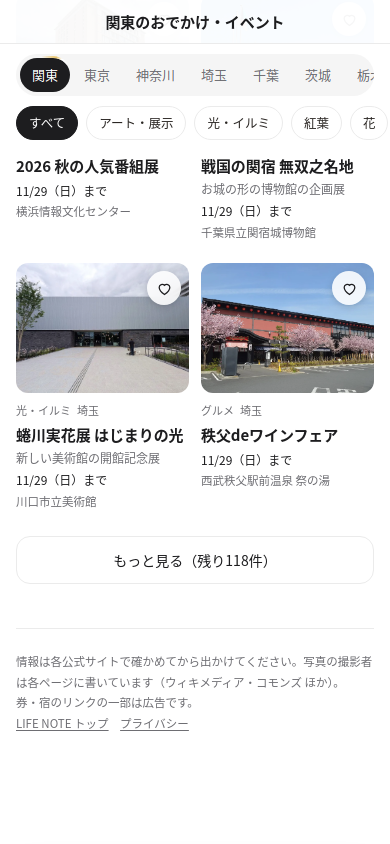 関東のおでかけ・イベント
関東 東京 神奈川 埼玉 千葉 茨城 栃木
すべて アート・展示 光・イルミ 紅葉 花
2026 秋の人気番組展
11/29（日）まで
横浜情報文化センター
戦国の関宿 無双之名地
お城の形の博物館の企画展
11/29（日）まで
千葉県立関宿城博物館
光・イルミ 埼玉
蜷川実花展 はじまりの光
新しい美術館の開館記念展
11/29（日）まで
川口市立美術館
グルメ 埼玉
秩父deワインフェア
11/29（日）まで
西武秩父駅前温泉 祭の湯
もっと見る（残り118件）
情報は各公式サイトで確かめてから出かけてください。写真の撮影者
は各ページに書いています（ウィキメディア・コモンズ ほか）。
券・宿のリンクの一部は広告です。
LIFE NOTE トップ プライバシー